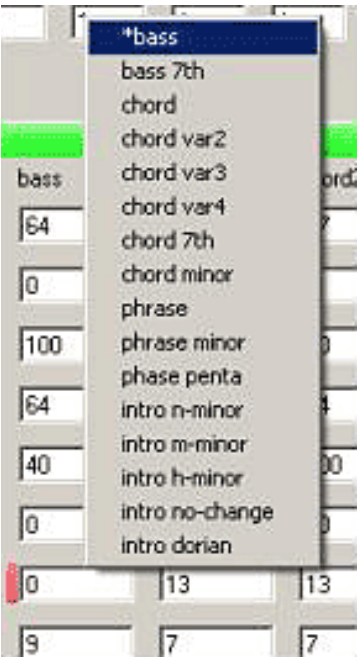 *bass
bass 7th
chord
chord var2
chord var3
chord var4
chord 7th
chord minor
phrase
phrase minor
phase penta
intro n-minor
intro m-minor
intro h-minor
intro no-change
intro dorian
bass
64
0
100
64
40
0
0 13 13
9 7 7